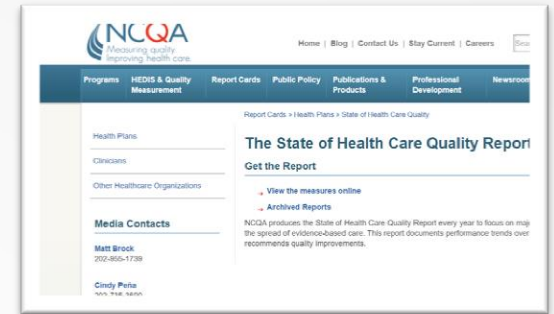 NCQA
Measuring quality.
Improving health care.
Home | Blog | Contact Us | Stay Current | Careers
Programs HEDIS & Quality Measurement Report Cards Public Policy Publications & Products Professional Development Newsroom
Report Cards > Health Plans > State of Health Care Quality
Health Plans
Clinicians
Other Healthcare Organizations
Media Contacts
Matt Brock
202-955-1739
Cindy Peña
The State of Health Care Quality Report
Get the Report
View the measures online
Archived Reports
NCQA produces the State of Health Care Quality Report every year to focus on maj
the spread of evidence-based care. This report documents performance trends over
recommends quality improvements.